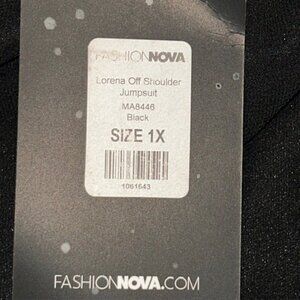 FASHIONNOVA
Lorena Off Shoulder
Jumpsuit
MA8446
Black
SIZE 1X
1061643
FASHIONNOVA.COM